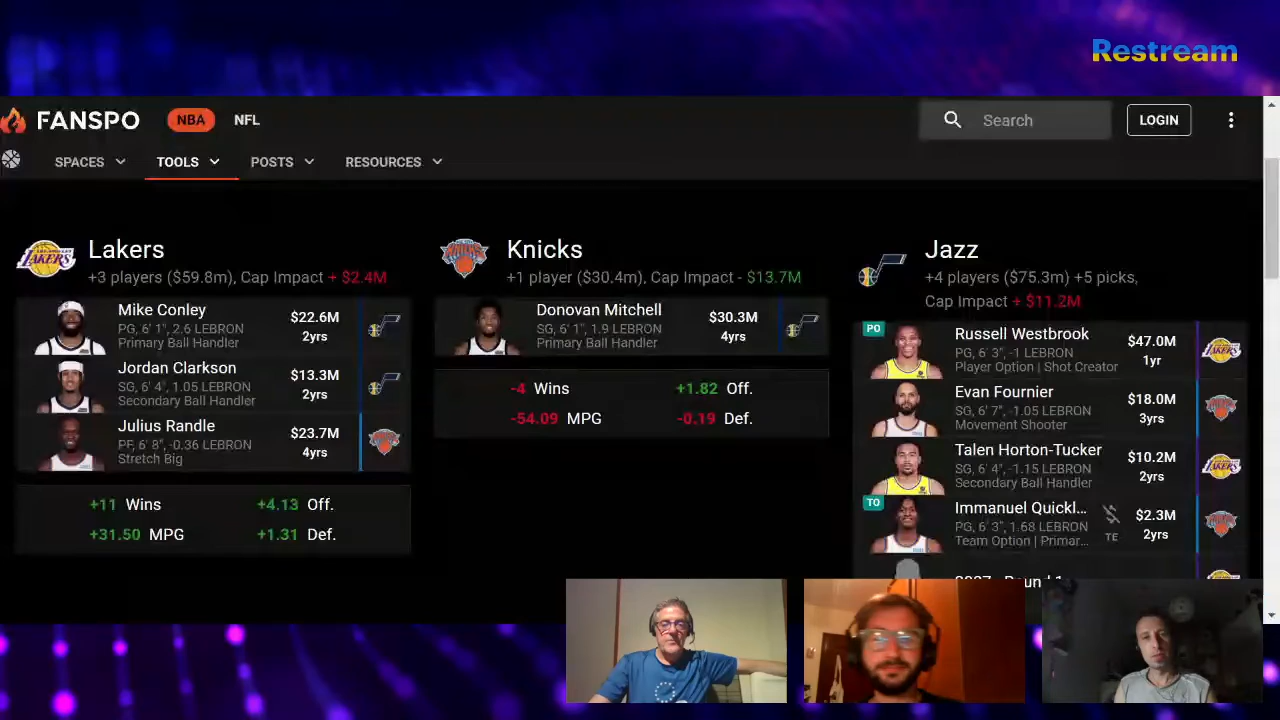 Restream
FANSPO
NBA
NFL
Search
LOGIN
SPACES
TOOLS
POSTS
RESOURCES
Lakers
+3 players ($59.8m), Cap Impact + $2.4M
Mike Conley
PG, 6' 1", 2.6 LEBRON
Primary Ball Handler
$22.6M
2yrs
Jordan Clarkson
SG, 6' 4", 1.05 LEBRON
Secondary Ball Handler
$13.3M
2yrs
Julius Randle
PF, 6' 8", -0.36 LEBRON
Stretch Big
$23.7M
4yrs
+11 Wins
+4.13 Off.
+31.50 MPG
+1.31 Def.
Knicks
+1 player ($30.4m), Cap Impact - $13.7M
Donovan Mitchell
SG, 6' 1", 1.9 LEBRON
Primary Ball Handler
$30.3M
4yrs
-4 Wins
+1.82 Off.
-54.09 MPG
-0.19 Def.
Jazz
+4 players ($75.3m) +5 picks,
Cap Impact + $11.2M
PO
Russell Westbrook
PG, 6' 3", -1 LEBRON
Player Option | Shot Creator
$47.0M
1yr
Evan Fournier
SG, 6' 7", -1.05 LEBRON
Movement Shooter
$18.0M
3yrs
Talen Horton-Tucker
SG, 6' 4", -1.15 LEBRON
Secondary Ball Handler
$10.2M
2yrs
TO
Immanuel Quickl...
PG, 6' 3", 1.68 LEBRON
Team Option | Primar...
TE
$2.3M
2yrs